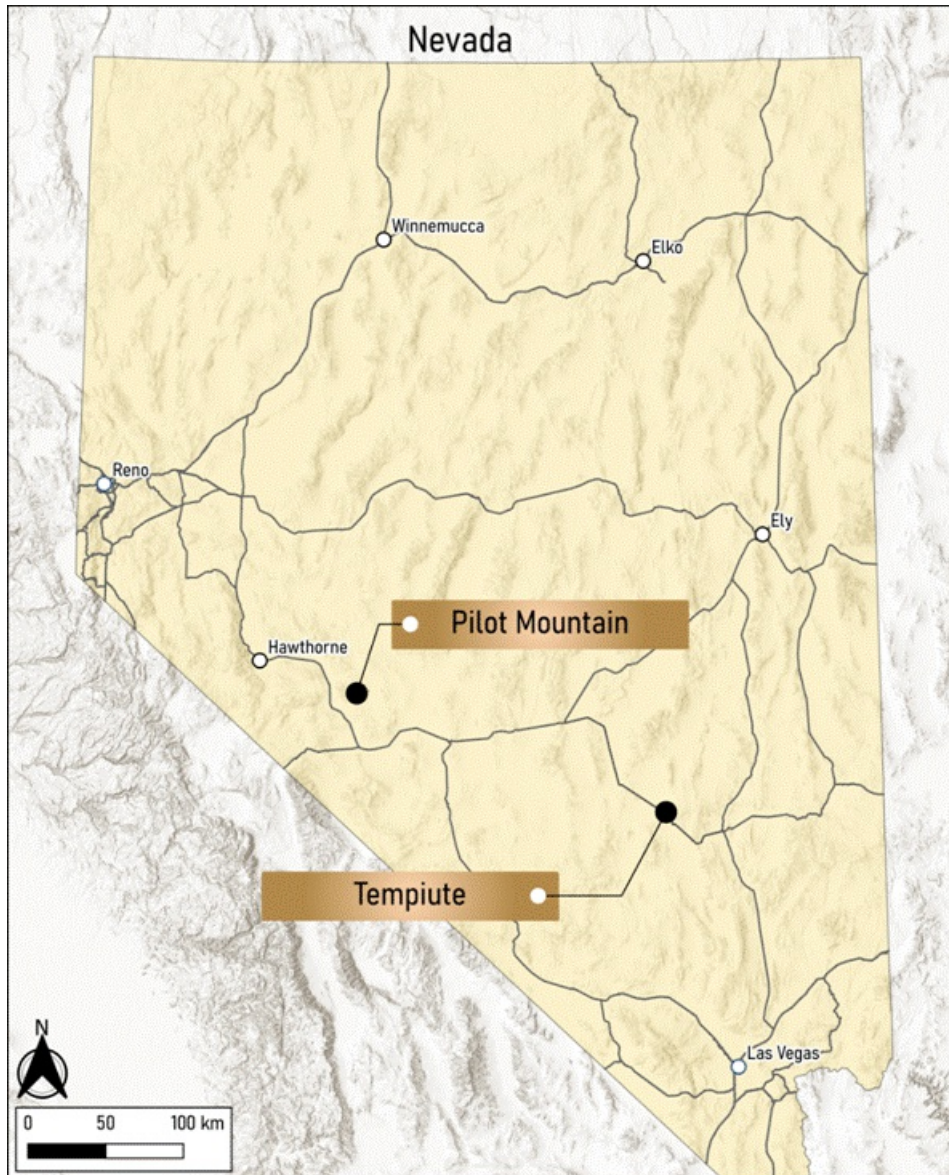 Nevada
Winnemucca
Elko
Reno
Ely
Pilot Mountain
Hawthorne
Tempiute
N
Las Vegas
0 50 100 km